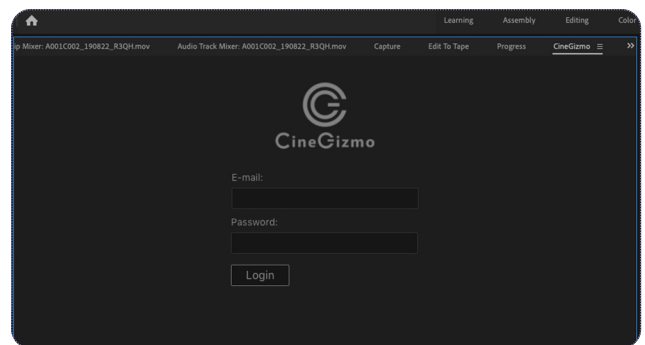 Learning Assembly Editing Color
ip Mixer: A001C002_190822_R3QH.mov Audio Track Mixer: A001C002_190822_R3QH.mov Capture Edit To Tape Progress CineGizmo
CineGizmo
E-mail:
Password:
Login